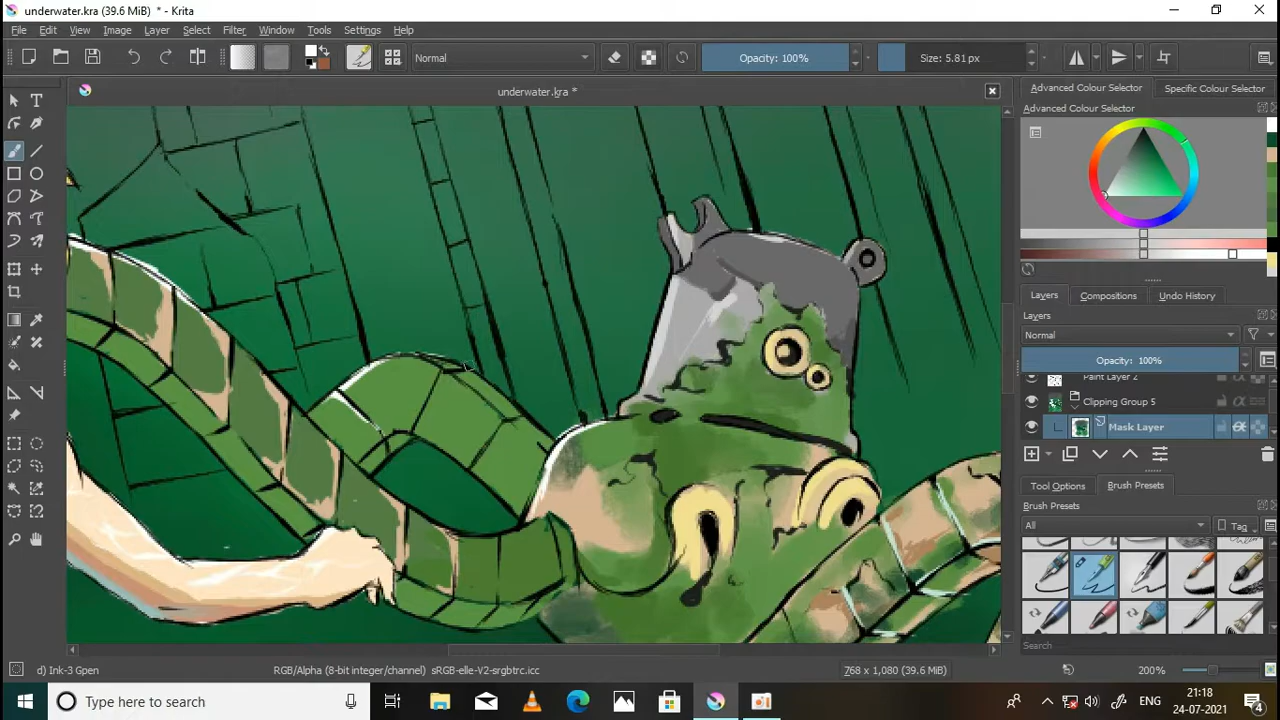 underwater.kra (39.6 MiB) * - Krita
File Edit View Image Layer Select Filter Tools Window Settings Help
Normal
Opacity: 100%
Size: 5.81 px
underwater.kra *
Advanced Colour Selector
Specific Colour Selector
Advanced Colour Selector
Layers
Compositions
Undo History
Layers
Normal
Opacity: 100%
Paint Layer 2
Clipping Group 5
Mask Layer
Tool Options
Brush Presets
Brush Presets
All
Tag
Search
d) Ink-3 Gpen
RGB/Alpha (8-bit integer/channel) sRGB-elle-V2-srgbtrc.icc
768 x 1,080 (39.6 MiB)
200%
Type here to search
ENG
21:18
24-07-2021
4